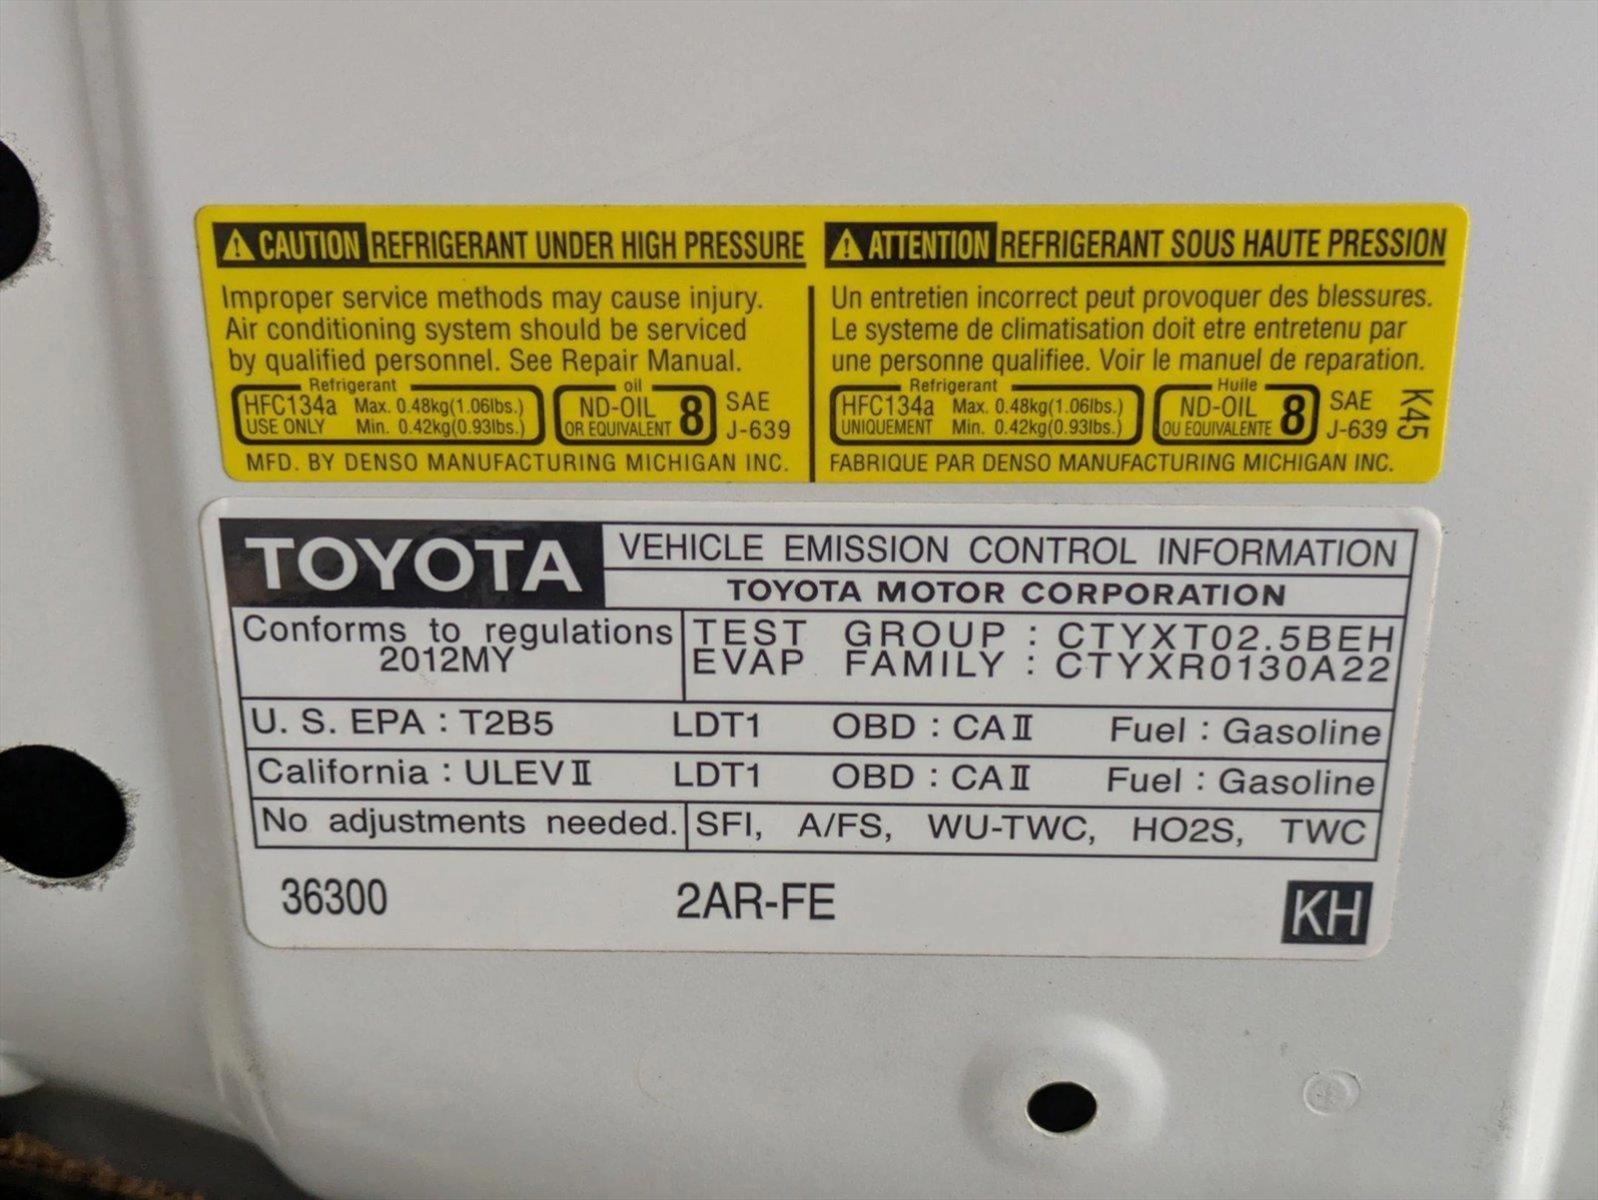 CAUTION REFRIGERANT UNDER HIGH PRESSURE
Improper service methods may cause injury.
Air conditioning system should be serviced
by qualified personnel. See Repair Manual.
Refrigerant
HFC134a Max. 0.48kg(1.06lbs.)
USE ONLY Min. 0.42kg(0.93lbs.)
oil
ND-OIL 8
OR EQUIVALENT
SAE
J-639
MFD. BY DENSO MANUFACTURING MICHIGAN INC.
ATTENTION REFRIGERANT SOUS HAUTE PRESSION
Un entretien incorrect peut provoquer des blessures.
Le systeme de climatisation doit etre entretenu par
une personne qualifiee. Voir le manuel de reparation.
Refrigerant
HFC134a Max. 0.48kg(1.06lbs.)
UNIQUEMENT Min. 0.42kg(0.93lbs.)
Huile
ND-OIL 8
OU EQUIVALENTE
SAE
J-639
K45
FABRIQUE PAR DENSO MANUFACTURING MICHIGAN INC.
TOYOTA
VEHICLE EMISSION CONTROL INFORMATION
TOYOTA MOTOR CORPORATION
Conforms to regulations
2012MY
TEST GROUP : CTYXT02.5BEH
EVAP FAMILY : CTYXR0130A22
U. S. EPA : T2B5 LDT1 OBD : CAⅡ Fuel : Gasoline
California : ULEVⅡ LDT1 OBD : CAⅡ Fuel : Gasoline
No adjustments needed. SFI, A/FS, WU-TWC, HO2S, TWC
36300 2AR-FE KH